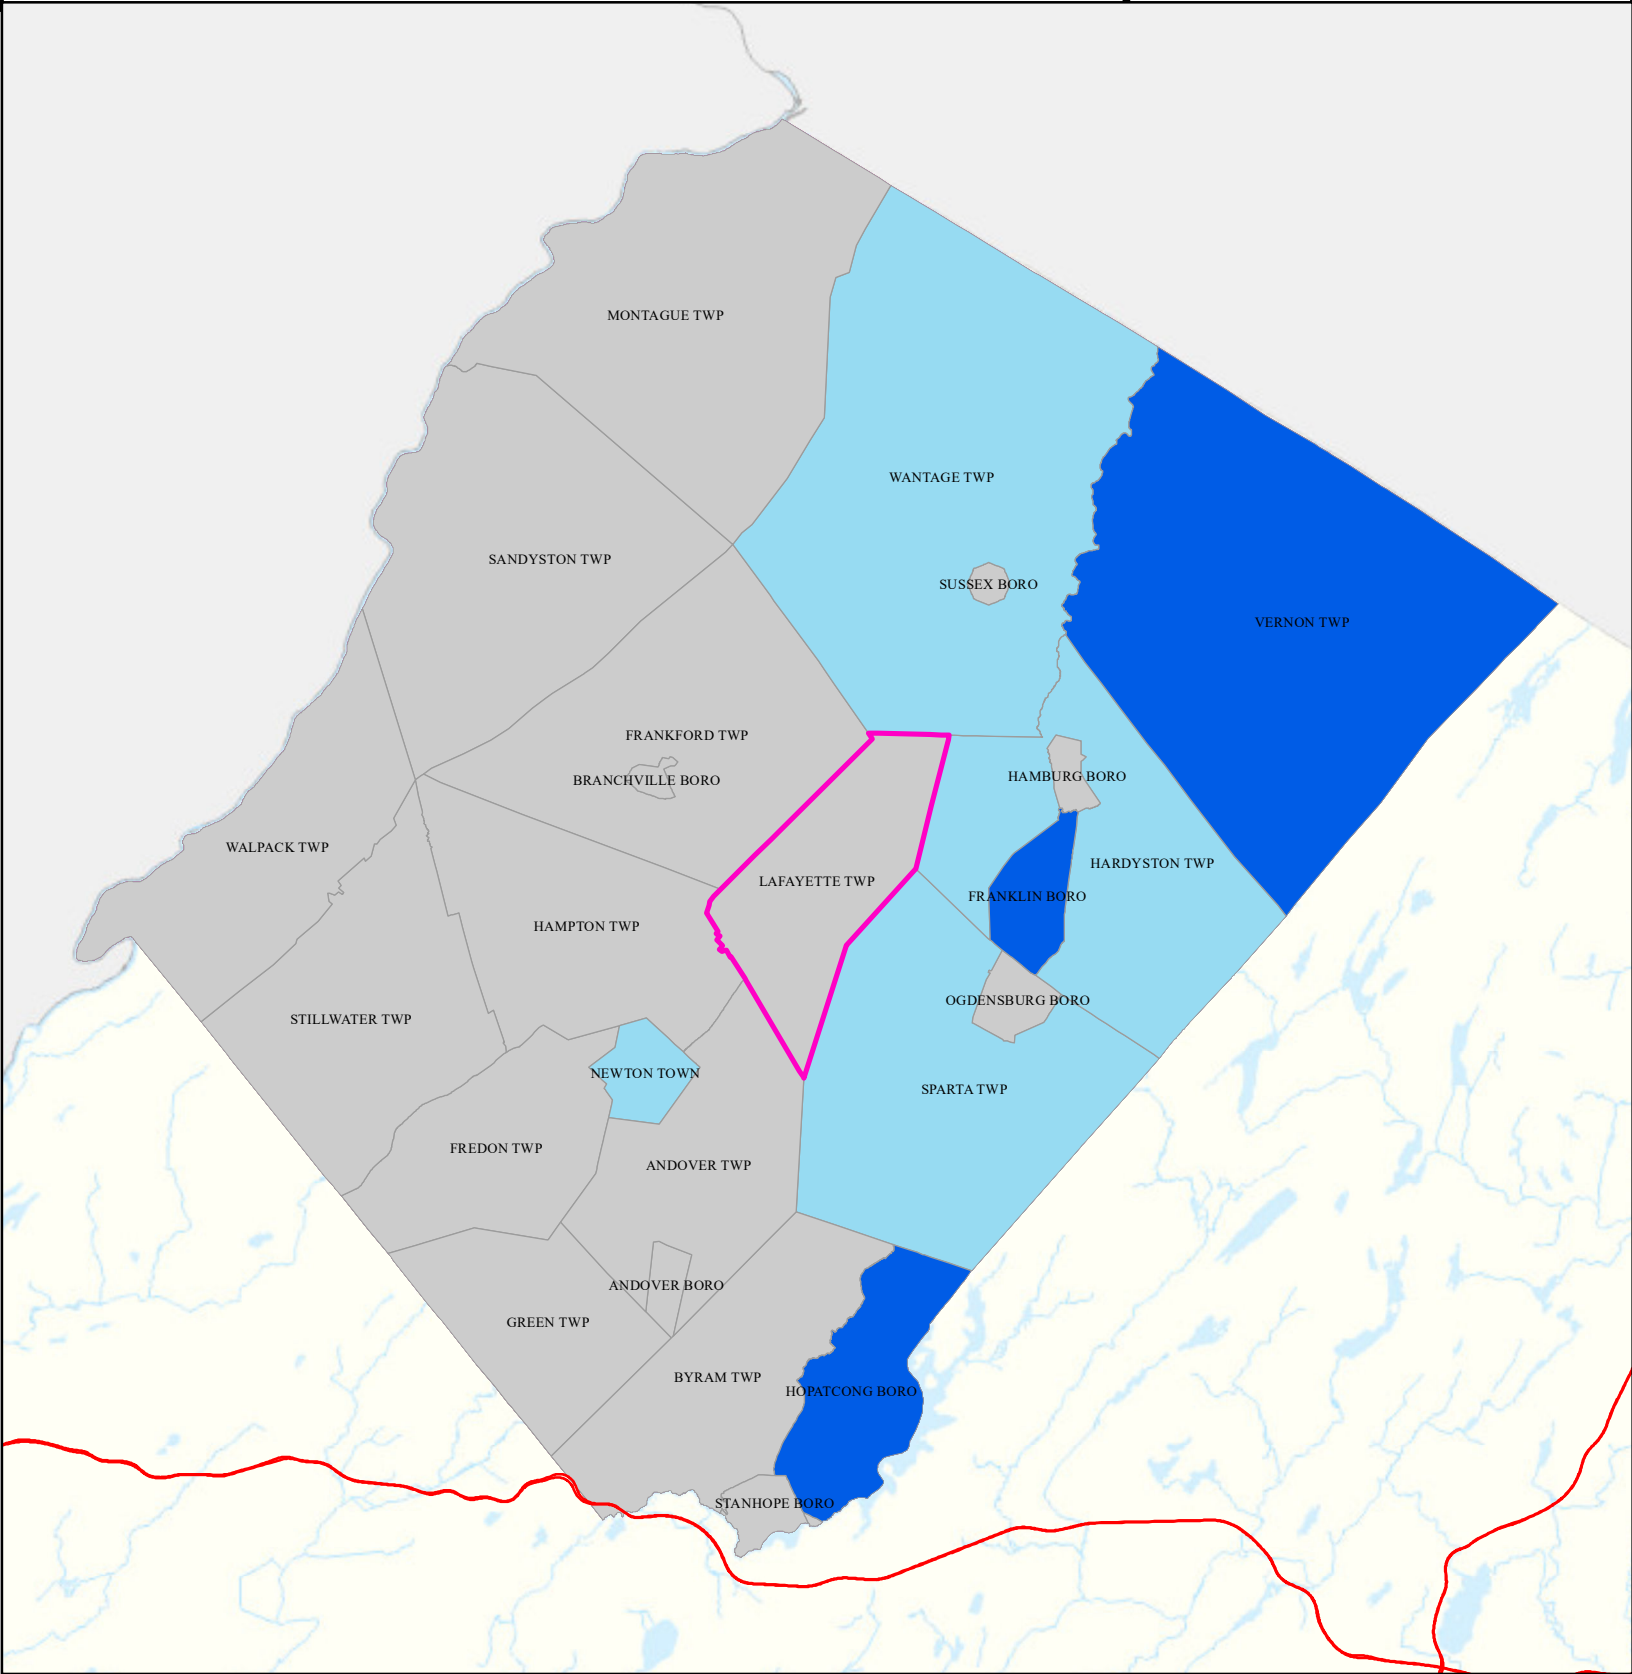 MONTAGUE TWP
WANTAGE TWP
SANDYSTON TWP
SUSSEX BORO
VERNON TWP
FRANKFORD TWP
BRANCHVILLE BORO
HAMBURG BORO
WALPACK TWP
HARDYSTON TWP
LAFAYETTE TWP
FRANKLIN BORO
HAMPTON TWP
OGDENSBURG BORO
STILLWATER TWP
NEWTON TOWN
SPARTA TWP
FREDON TWP
ANDOVER TWP
ANDOVER BORO
GREEN TWP
BYRAM TWP
HOPATCONG BORO
STANHOPE BORO